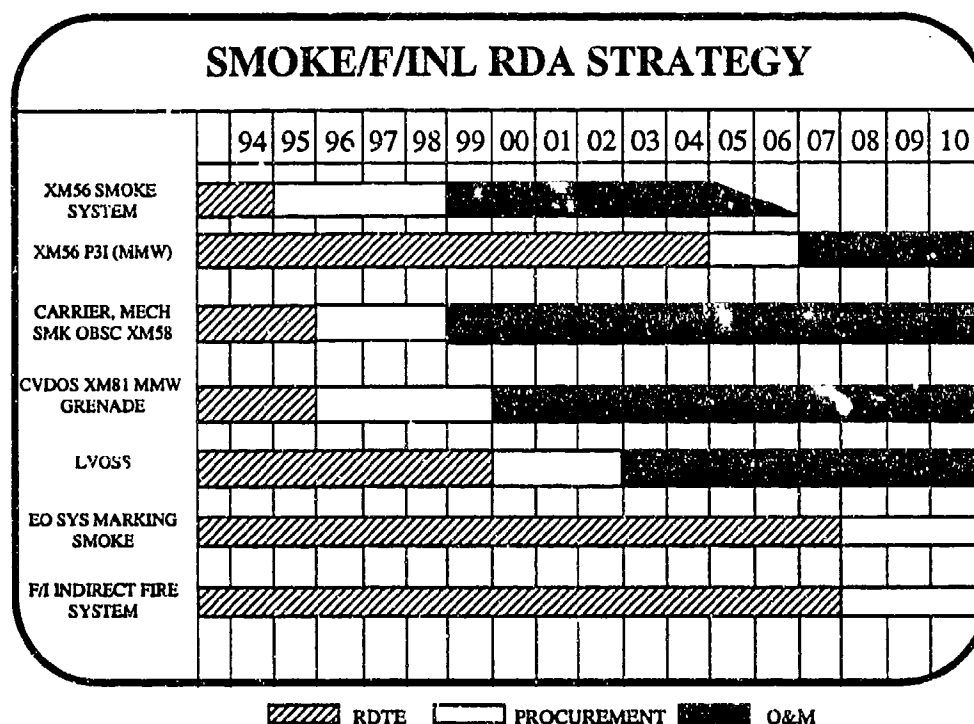 SMOKE/F/INL RDA STRATEGY
94 95 96 97 98 99 00 01 02 03 04 05 06 07 08 09 10
XM56 SMOKE
SYSTEM
XM56 P3I (MMW)
CARRIER, MECH
SMK OBSC XM58
CVDOS XM81 MMW
GRENADE
LVOSS
EO SYS MARKING
SMOKE
F/I INDIRECT FIRE
SYSTEM
RDTE PROCUREMENT O&M